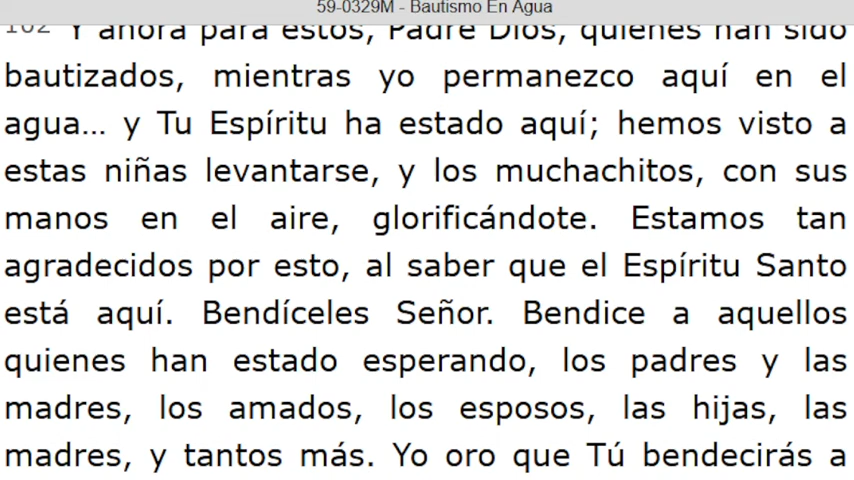 59-0329M - Bautismo En Agua
102 Y ahora para estos, Padre Dios, quienes han sido
bautizados, mientras yo permanezco aquí en el
agua... y Tu Espíritu ha estado aquí; hemos visto a
estas niñas levantarse, y los muchachitos, con sus
manos en el aire, glorificándote. Estamos tan
agradecidos por esto, al saber que el Espíritu Santo
está aquí. Bendíceles Señor. Bendice a aquellos
quienes han estado esperando, los padres y las
madres, los amados, los esposos, las hijas, las
madres, y tantos más. Yo oro que Tú bendecirás a